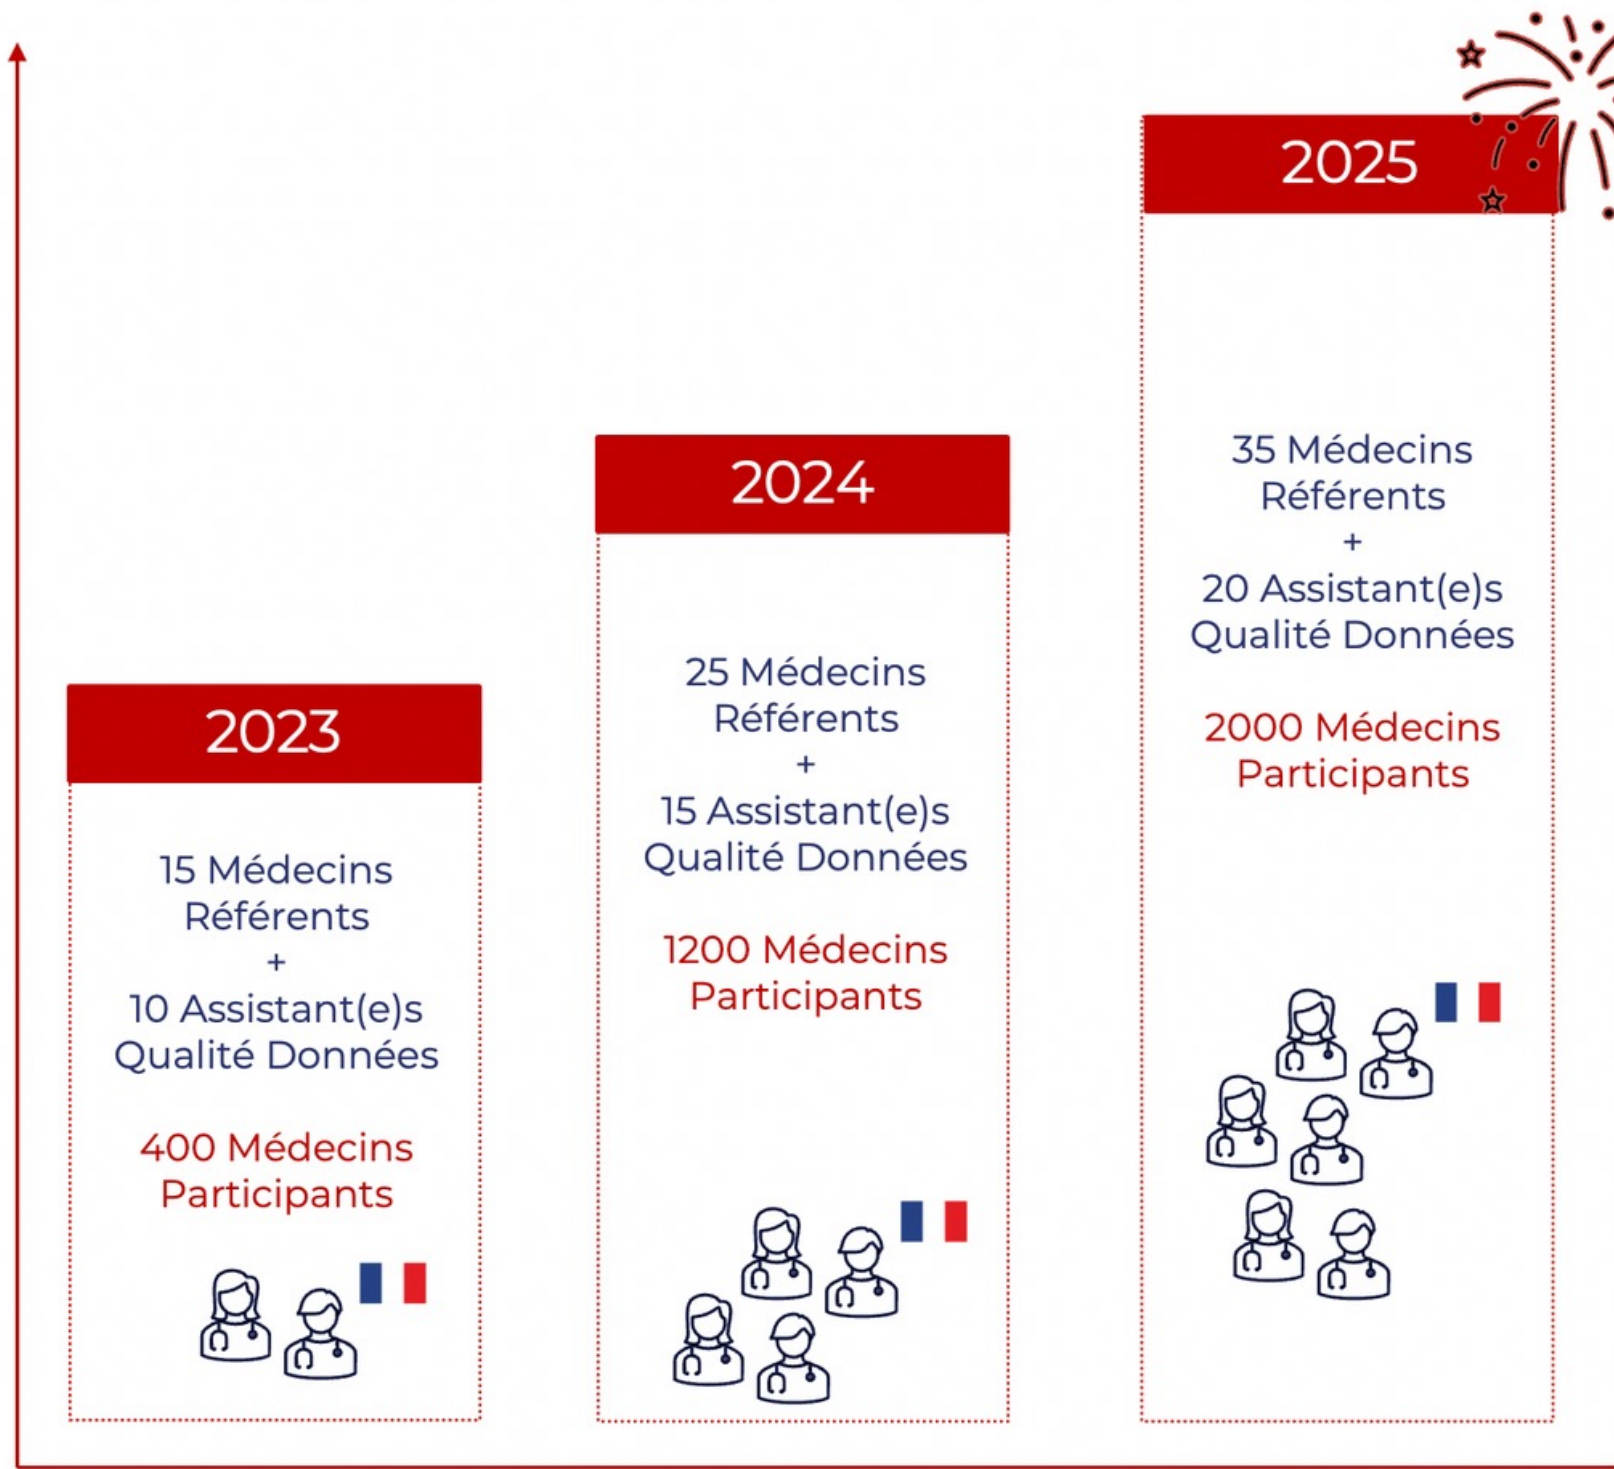 2023
15 Médecins
Référents
+
10 Assistant(e)s
Qualité Données
400 Médecins
Participants
2024
25 Médecins
Référents
+
15 Assistant(e)s
Qualité Données
1200 Médecins
Participants
2025
35 Médecins
Référents
+
20 Assistant(e)s
Qualité Données
2000 Médecins
Participants